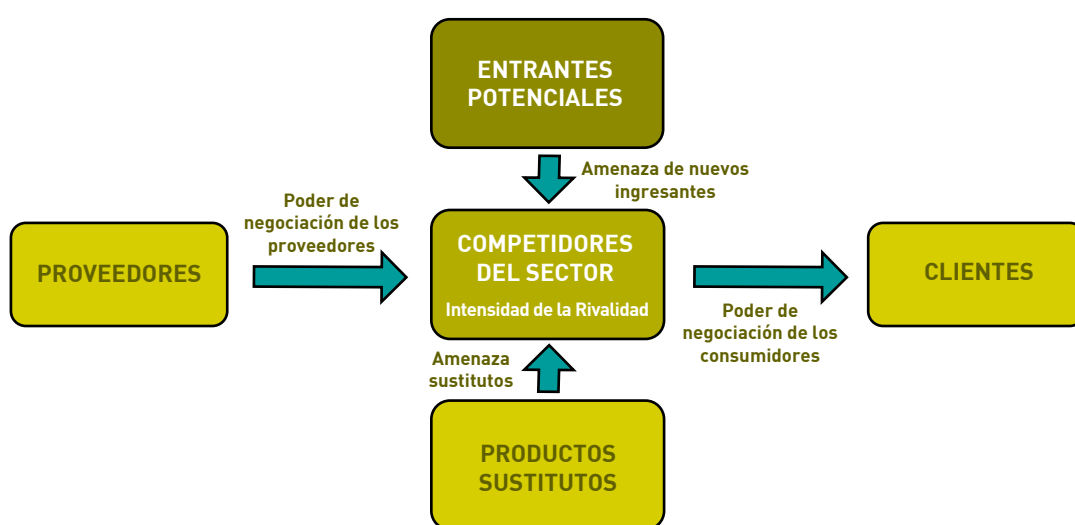 ENTRANTES
POTENCIALES
Amenaza de nuevos
ingresantes
Poder de
negociación de los
proveedores
PROVEEDORES
COMPETIDORES
DEL SECTOR
Intensidad de la Rivalidad
CLIENTES
Poder de
negociación de los
consumidores
Amenaza
sustitutos
PRODUCTOS
SUSTITUTOS